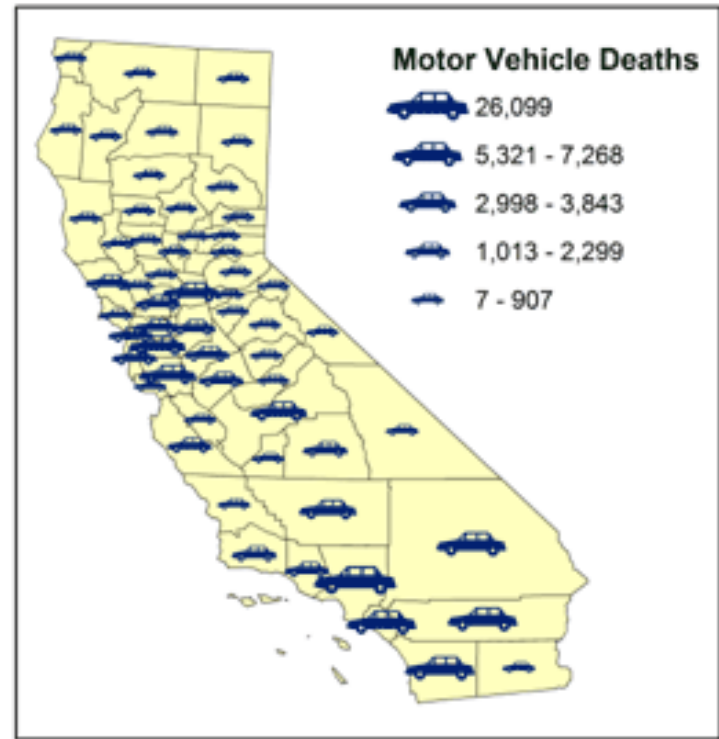 Motor Vehicle Deaths
26,099
5,321 - 7,268
2,998 - 3,843
1,013 - 2,299
7 - 907